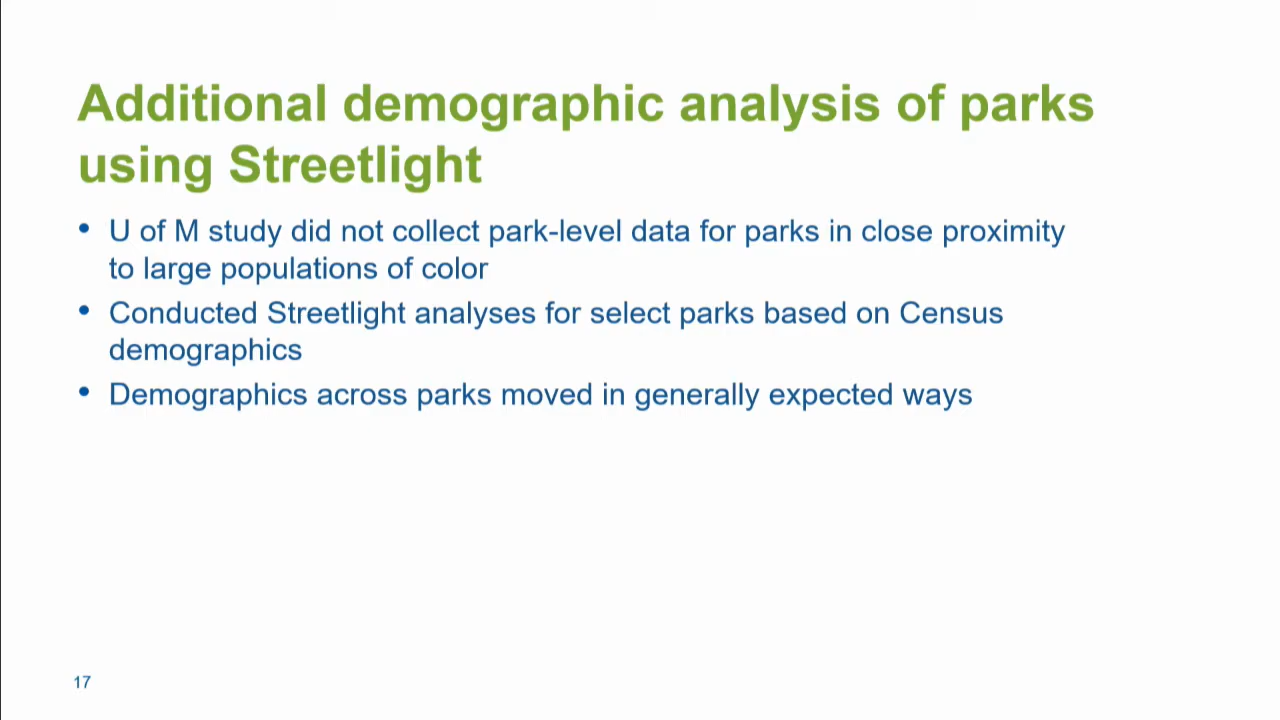 Additional demographic analysis of parks
using Streetlight
• U of M study did not collect park-level data for parks in close proximity
to large populations of color
• Conducted Streetlight analyses for select parks based on Census
demographics
• Demographics across parks moved in generally expected ways
17